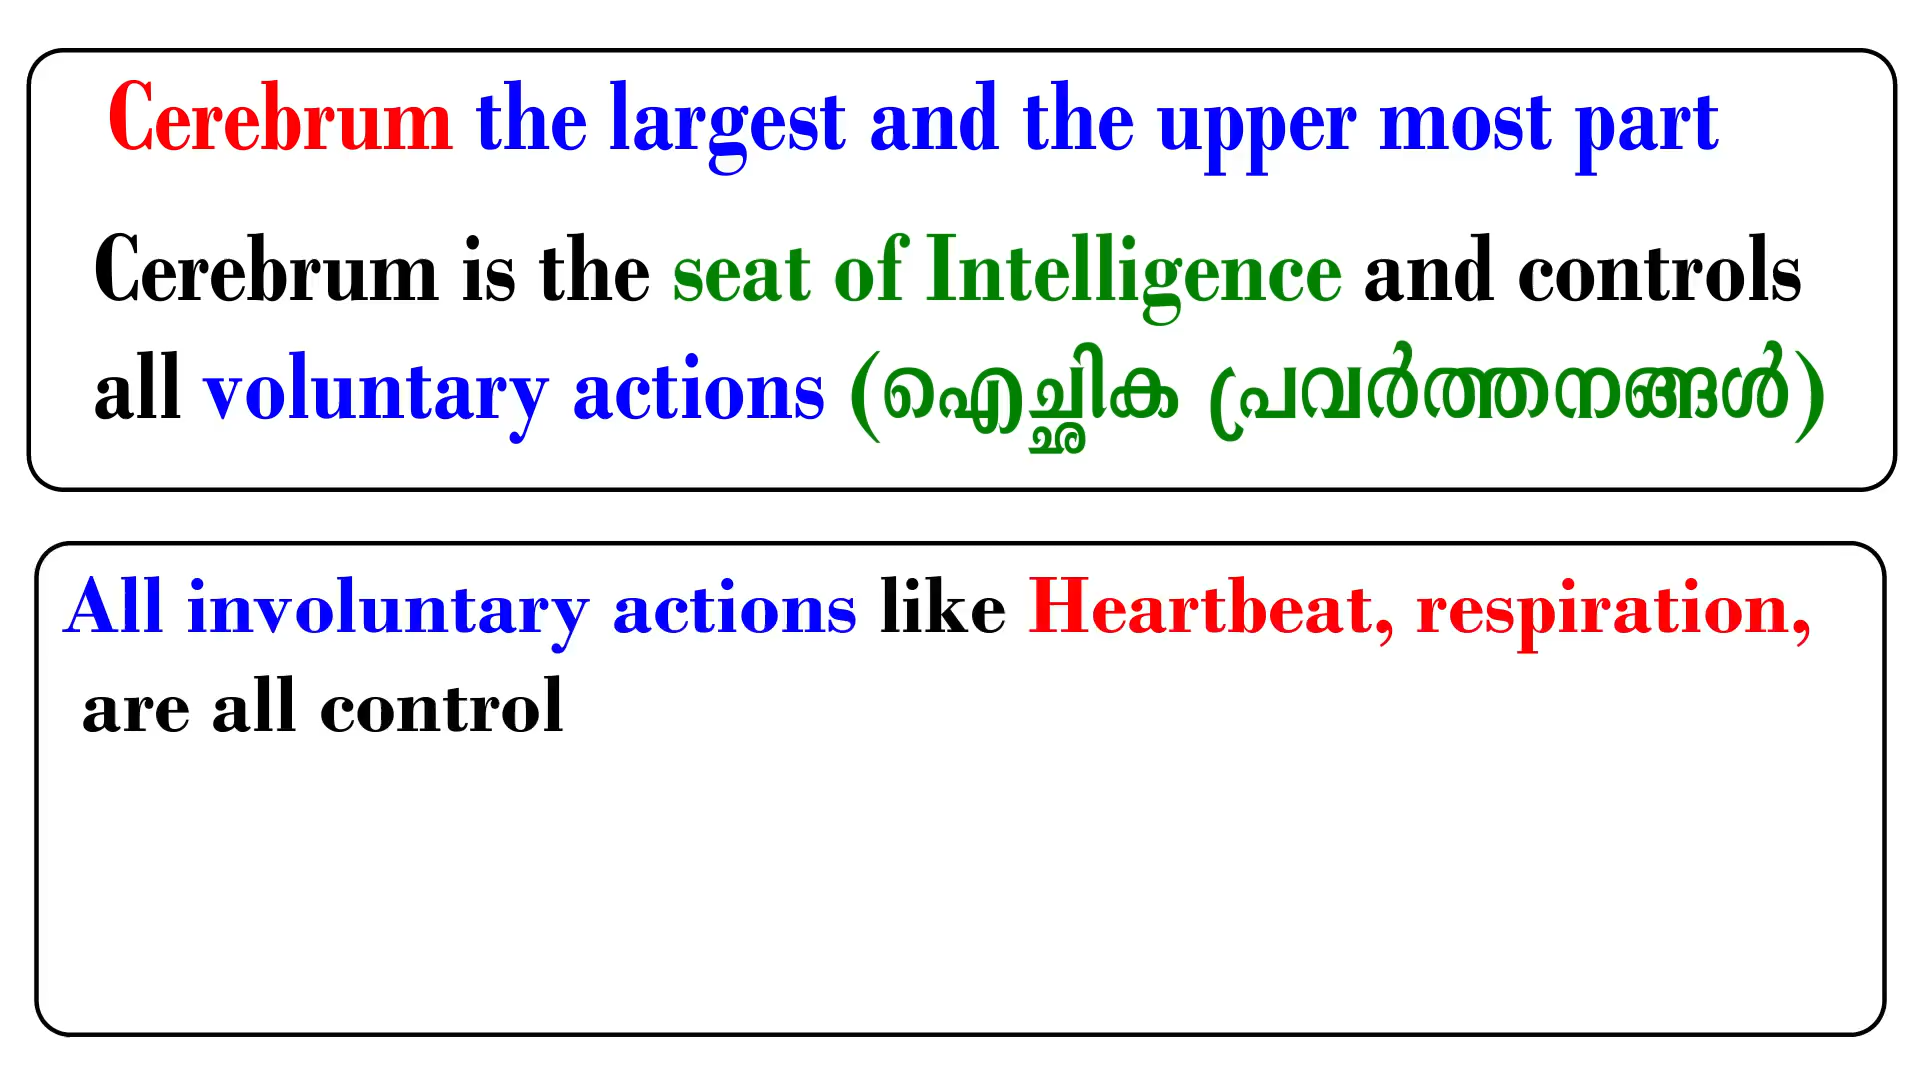 Cerebrum the largest and the upper most part
Cerebrum is the seat of Intelligence and controls
all voluntary actions (ഐച്ഛിക പ്രവർത്തനങ്ങൾ)
All involuntary actions like Heartbeat, respiration,
are all control